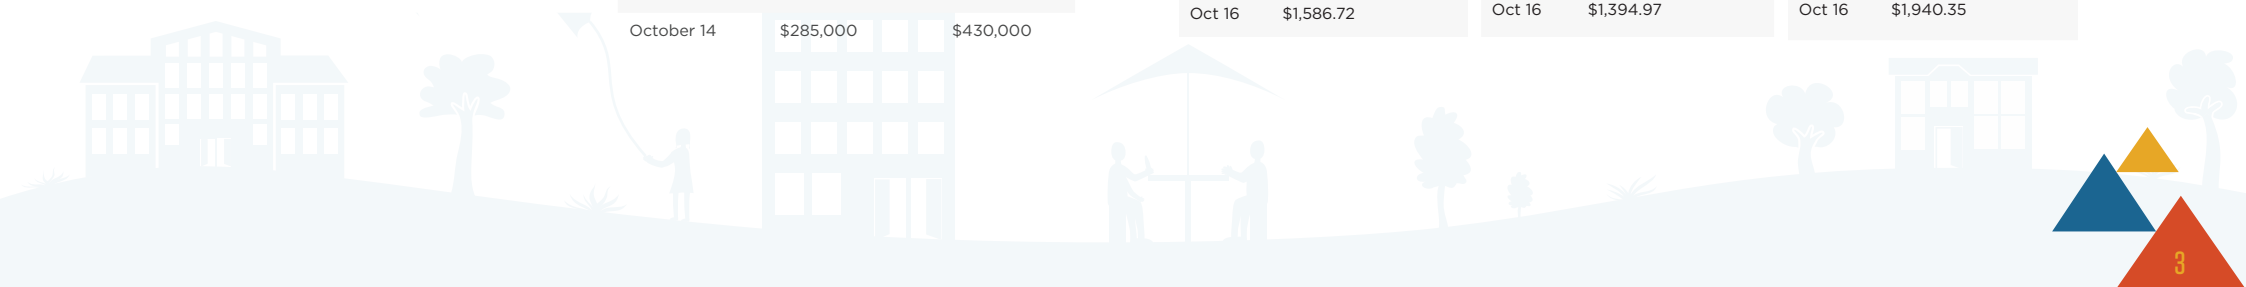 October 14 $285,000 $430,000
Oct 16 $1,586.72
Oct 16 $1,394.97
Oct 16 $1,940.35
3